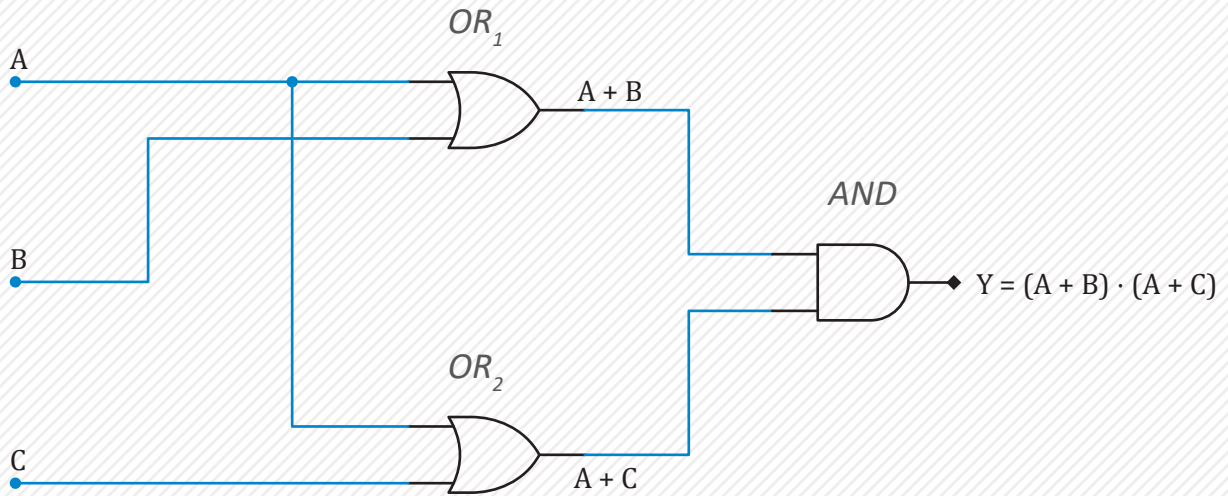 OR₁
A
A + B
AND
B
Y = (A + B) · (A + C)
OR₂
C
A + C